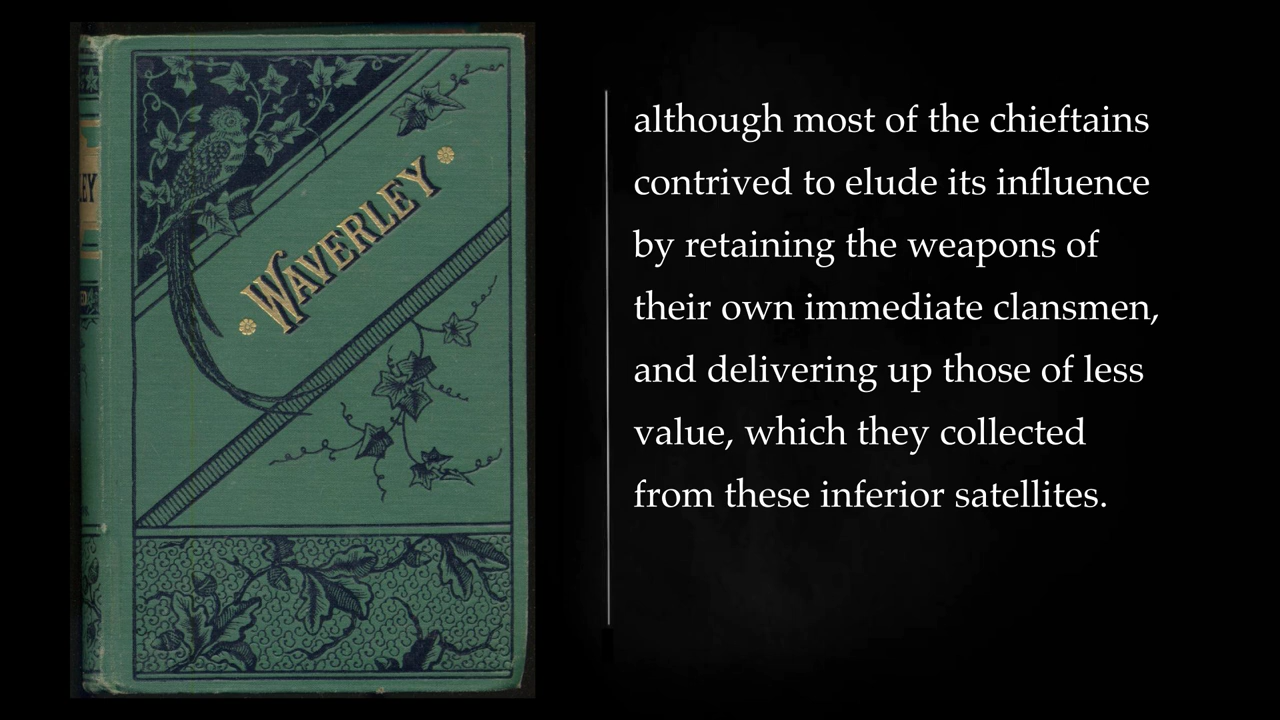 WAVERLEY
EY
although most of the chieftains
contrived to elude its influence
by retaining the weapons of
their own immediate clansmen,
and delivering up those of less
value, which they collected
from these inferior satellites.